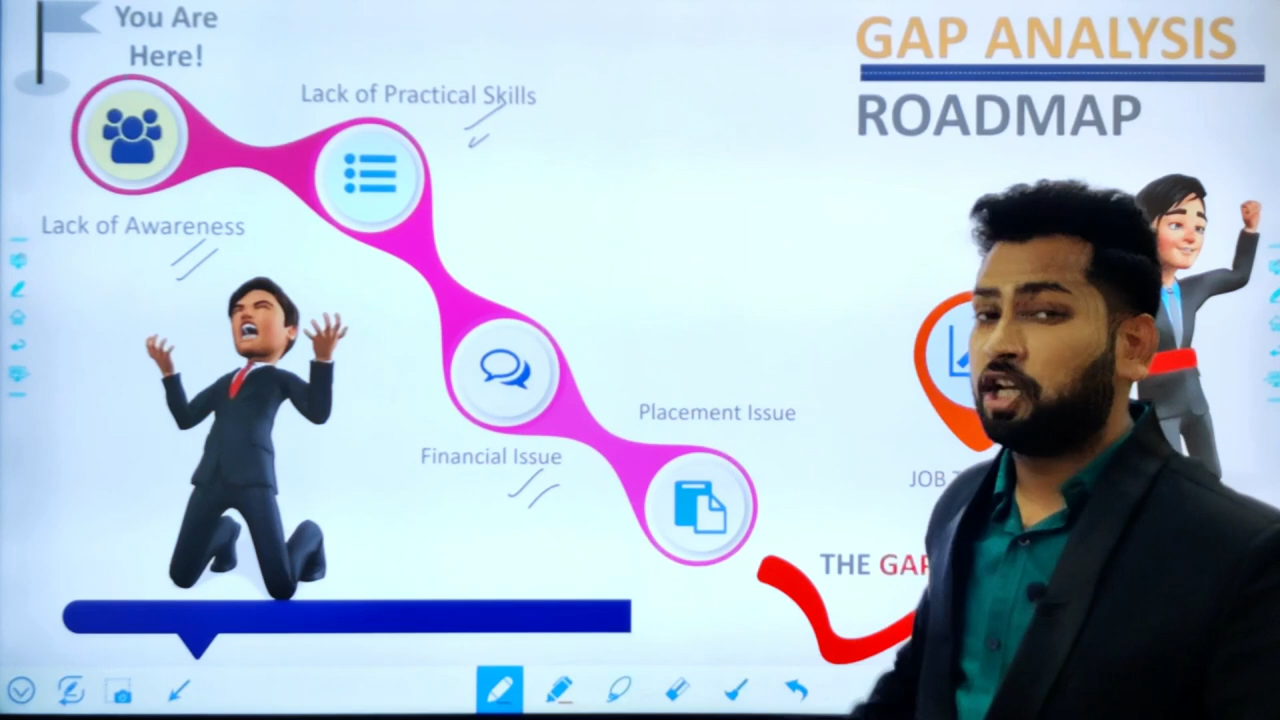 You Are
Here!
GAP ANALYSIS
ROADMAP
Lack of Practical Skills
Lack of Awareness
Placement Issue
Financial Issue
JOB
THE GAP